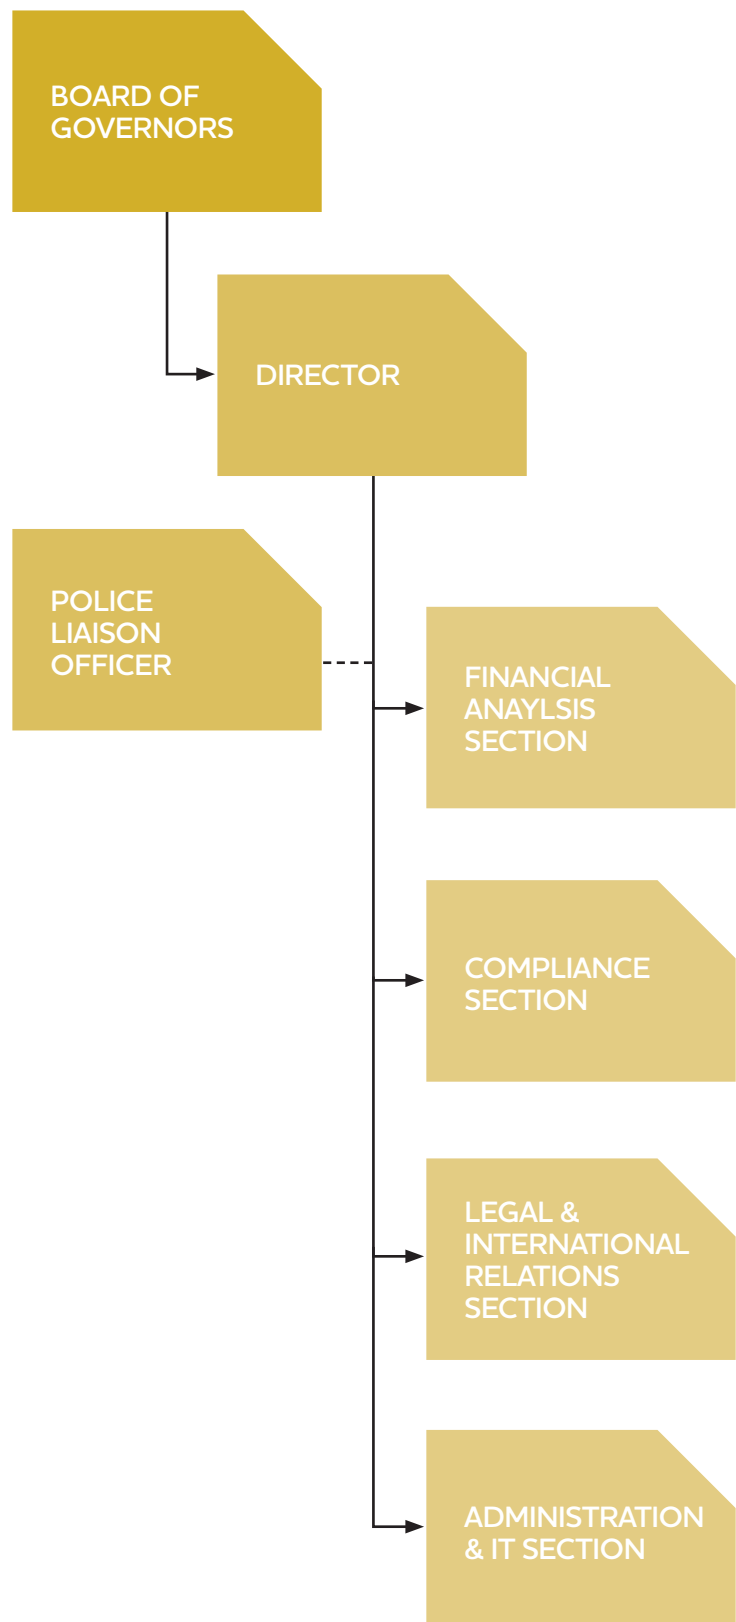 BOARD OF
GOVERNORS
DIRECTOR
POLICE
LIAISON
OFFICER
FINANCIAL
ANAYLSIS
SECTION
COMPLIANCE
SECTION
LEGAL &
INTERNATIONAL
RELATIONS
SECTION
ADMINISTRATION
& IT SECTION